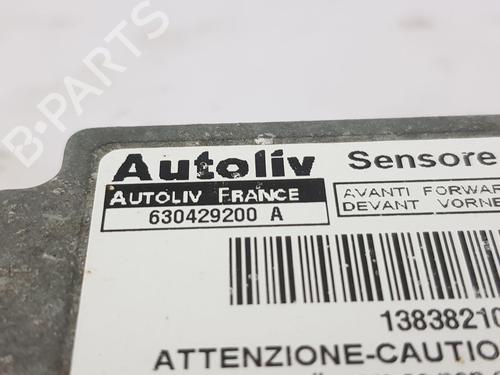 B-PARTS
Autoliv Sensore
AUTOLIV FRANCE
630429200 A
AVANTI FORWAR
DEVANT VORNE
13838210
ATTENZIONE-CAUTIO